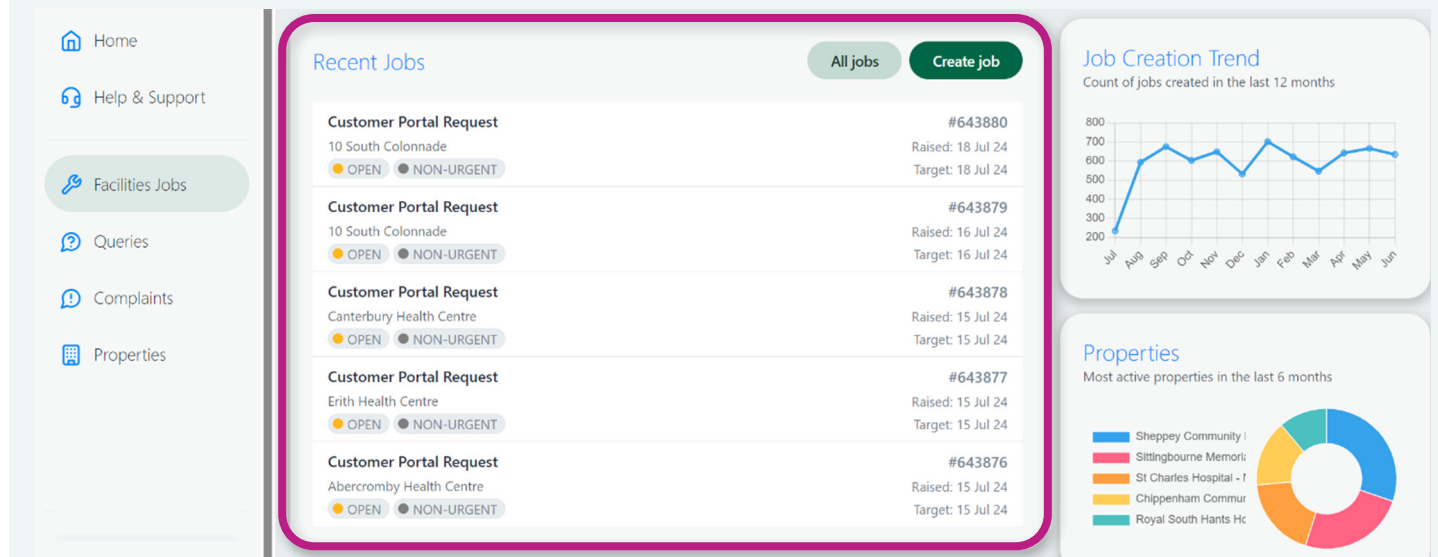 Home
Help & Support
Facilities Jobs
Queries
Complaints
Properties
Recent Jobs
All jobs
Create job
Customer Portal Request
#643880
10 South Colonnade
Raised: 18 Jul 24
OPEN
NON-URGENT
Target: 18 Jul 24
Customer Portal Request
#643879
10 South Colonnade
Raised: 16 Jul 24
OPEN
NON-URGENT
Target: 16 Jul 24
Customer Portal Request
#643878
Canterbury Health Centre
Raised: 15 Jul 24
OPEN
NON-URGENT
Target: 15 Jul 24
Customer Portal Request
#643877
Erith Health Centre
Raised: 15 Jul 24
OPEN
NON-URGENT
Target: 15 Jul 24
Customer Portal Request
#643876
Abercromby Health Centre
Raised: 15 Jul 24
OPEN
NON-URGENT
Target: 15 Jul 24
Job Creation Trend
Count of jobs created in the last 12 months
800
700
600
500
400
300
200
Jul Aug Sep Oct Nov Dec Jan Feb Mar Apr May Jun
Properties
Most active properties in the last 6 months
Sheppey Community
Sittingbourne Memoria
St Charles Hospital -
Chippenham Commur
Royal South Hants